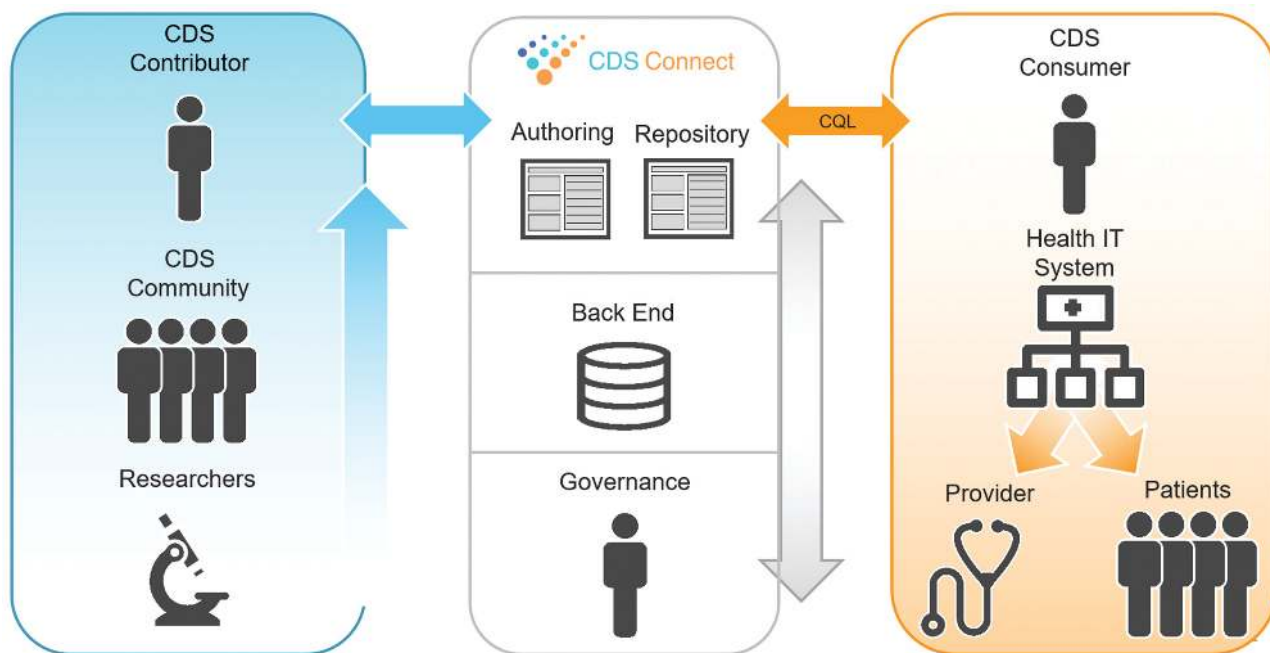 CDS
Contributor
CDS
Community
Researchers
CDS Connect
Authoring
Repository
Back End
Governance
CQL
CDS
Consumer
Health IT
System
Provider
Patients